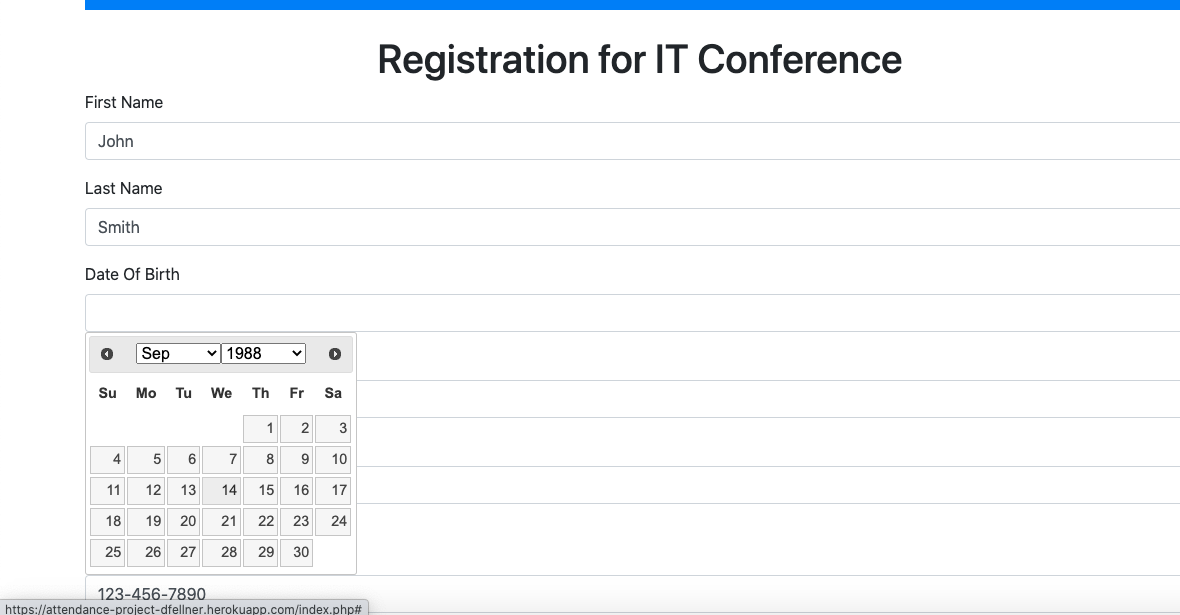 Registration for IT Conference
First Name
John
Last Name
Smith
Date Of Birth
Sep 1988
Su Mo Tu We Th Fr Sa
1 2 3
4 5 6 7 8 9 10
11 12 13 14 15 16 17
18 19 20 21 22 23 24
25 26 27 28 29 30
123-456-7890
https://attendance-project-dfellner.herokuapp.com/index.php#